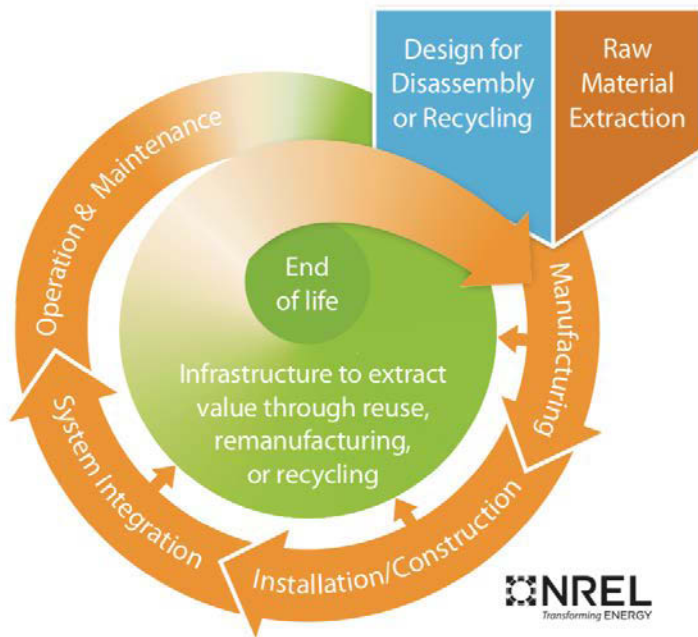 Design for
Disassembly
or Recycling
Raw
Material
Extraction
Manufacturing
Installation/Construction
System Integration
Operation & Maintenance
End
of life
Infrastructure to extract
value through reuse,
remanufacturing,
or recycling
NREL
Transforming ENERGY